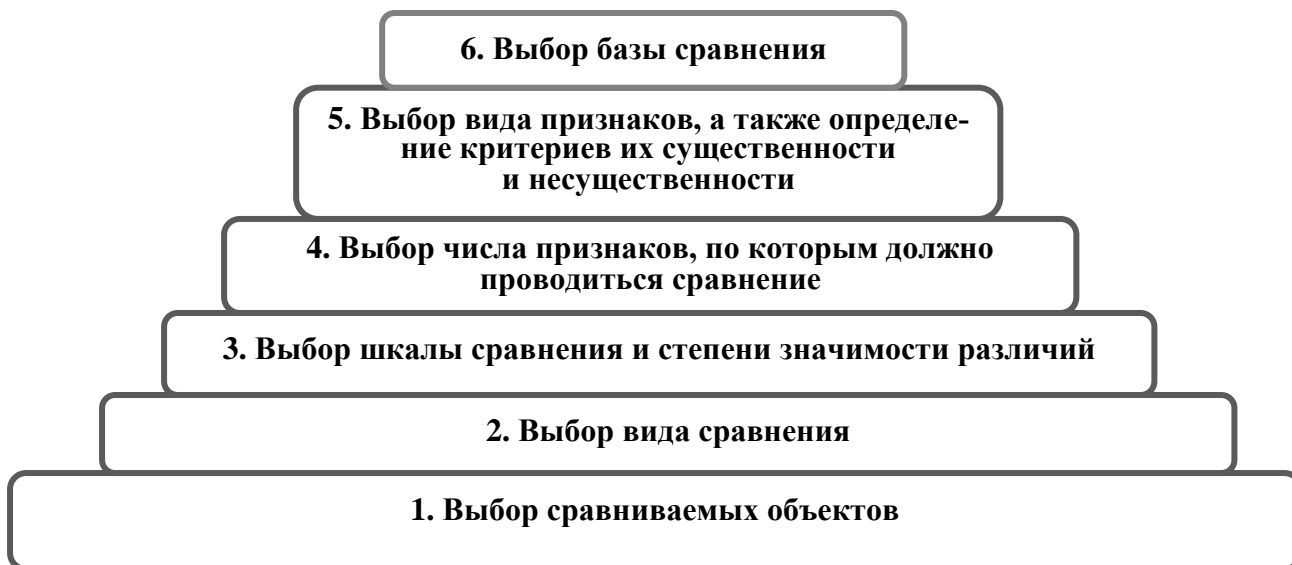 6. Выбор базы сравнения
5. Выбор вида признаков, а также определе-
ние критериев их существенности
и несущественности
4. Выбор числа признаков, по которым должно
проводиться сравнение
3. Выбор шкалы сравнения и степени значимости различий
2. Выбор вида сравнения
1. Выбор сравниваемых объектов